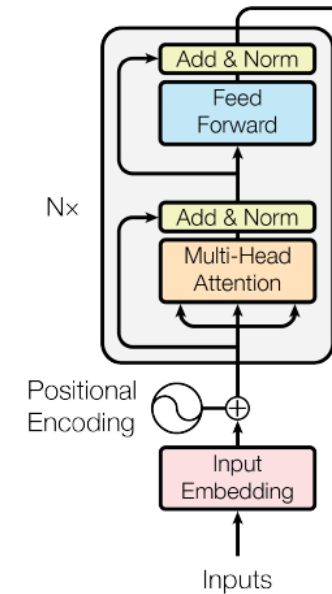 Add & Norm
Feed
Forward
Nx
Add & Norm
Multi-Head
Attention
Positional
Encoding
Input
Embedding
Inputs